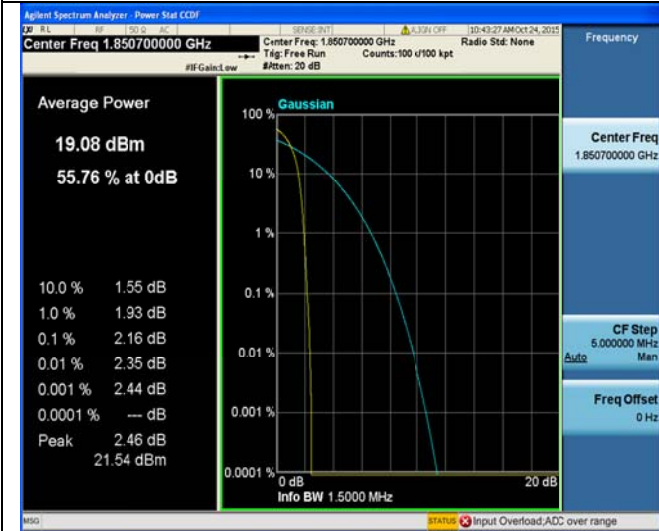 Agilent Spectrum Analyzer - Power Stat CCDF
RL RF 50 Ω AC SENSE:INT ALIGN OFF 10:43:27 AM Oct 24, 2015
Center Freq 1.850700000 GHz
Center Freq: 1.850700000 GHz
Radio Std: None
Trig: Free Run
Counts:100 k/100 kpt
#IFGain:Low
#Atten: 20 dB
Frequency
Average Power
19.08 dBm
55.76 % at 0dB
10.0 % 1.55 dB
1.0 % 1.93 dB
0.1 % 2.16 dB
0.01 % 2.35 dB
0.001 % 2.44 dB
0.0001 % --- dB
Peak 2.46 dB
21.54 dBm
Gaussian
100 %
10 %
1 %
0.1 %
0.01 %
0.001 %
0.0001 %
0 dB
20 dB
Info BW 1.5000 MHz
Center Freq
1.850700000 GHz
CF Step
5.000000 MHz
Auto Man
Freq Offset
0 Hz
MSG
STATUS Input Overload;ADC over range